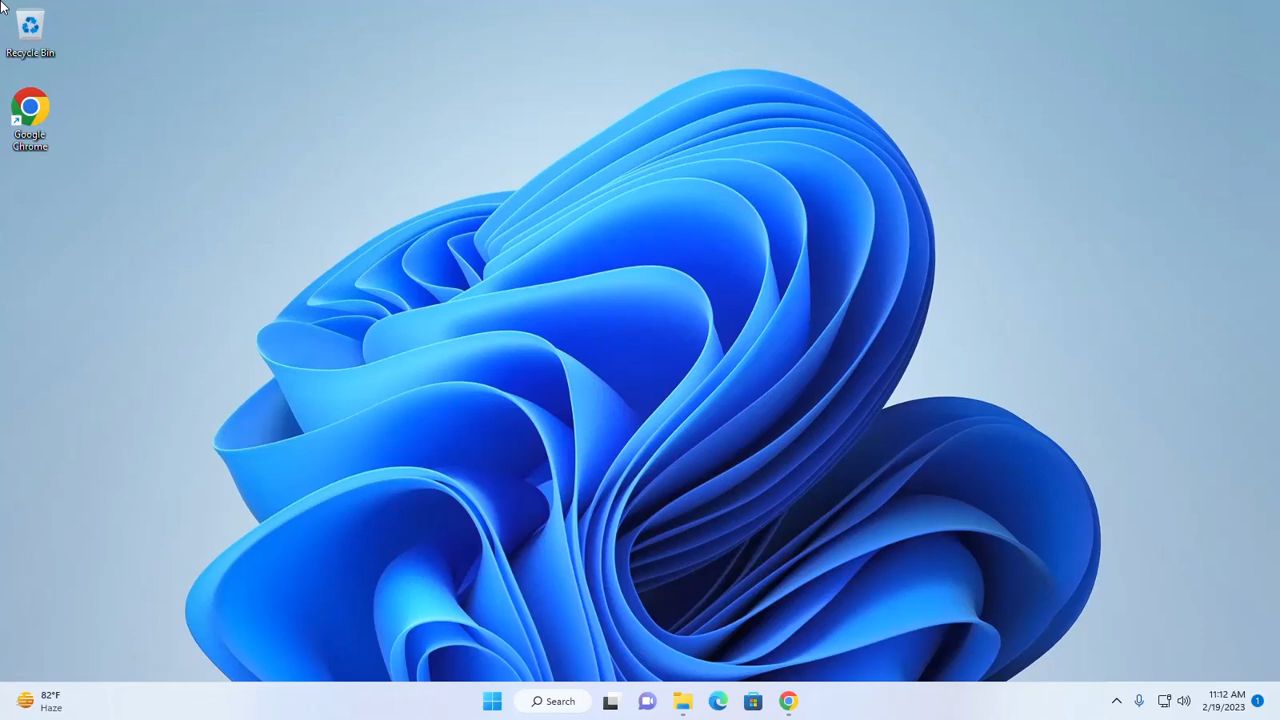 Recycle Bin
Google
Chrome
82°F
Haze
Search
11:12 AM
2/19/2023
1